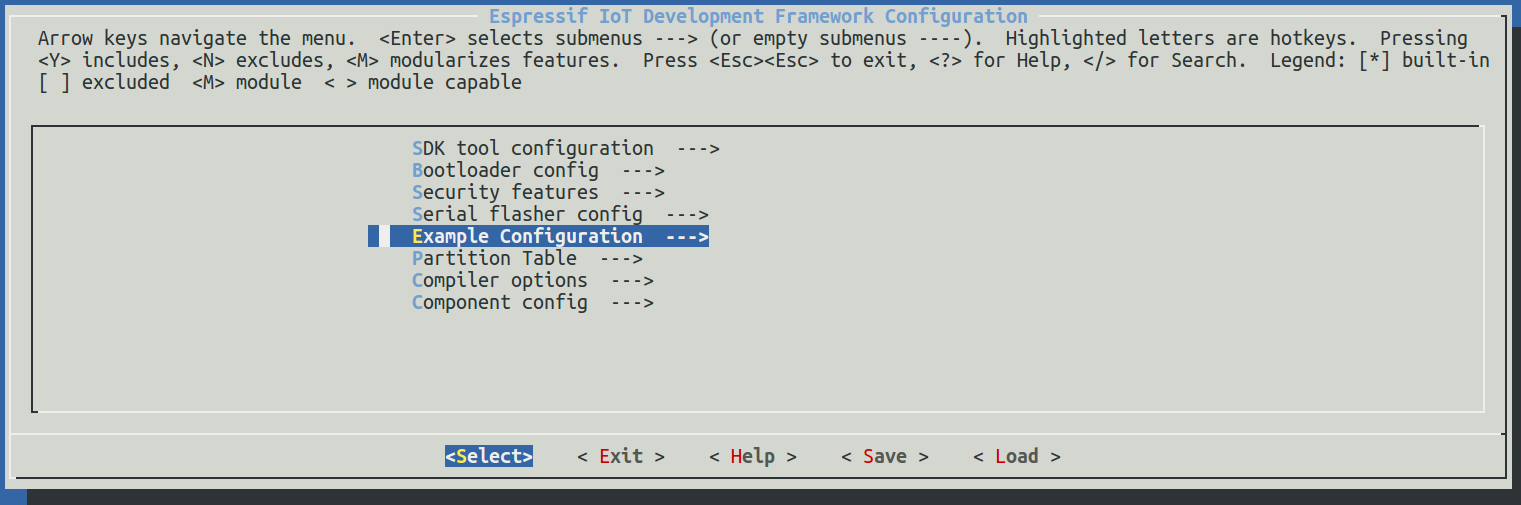 Espressif IoT Development Framework Configuration
Arrow keys navigate the menu.  <Enter> selects submenus ---> (or empty submenus ----).  Highlighted letters are hotkeys.  Pressing
<Y> includes, <N> excludes, <M> modularizes features.  Press <Esc><Esc> to exit, <?> for Help, </> for Search.  Legend: [*] built-in
[ ] excluded  <M> module  < > module capable
SDK tool configuration  --->
Bootloader config  --->
Security features  --->
Serial flasher config  --->
Example Configuration  --->
Partition Table  --->
Compiler options  --->
Component config  --->
<Select>    < Exit >    < Help >    < Save >    < Load >